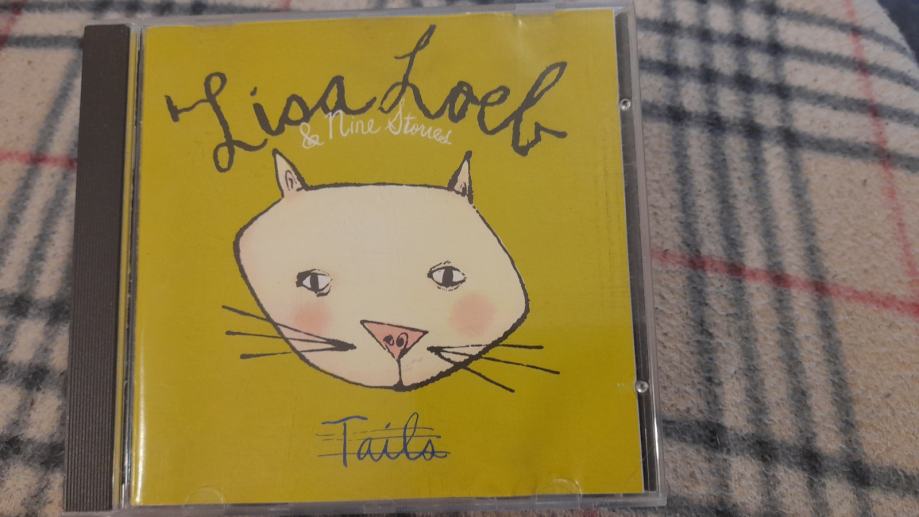 Lisa Loeb
& Nine Stories
Tails